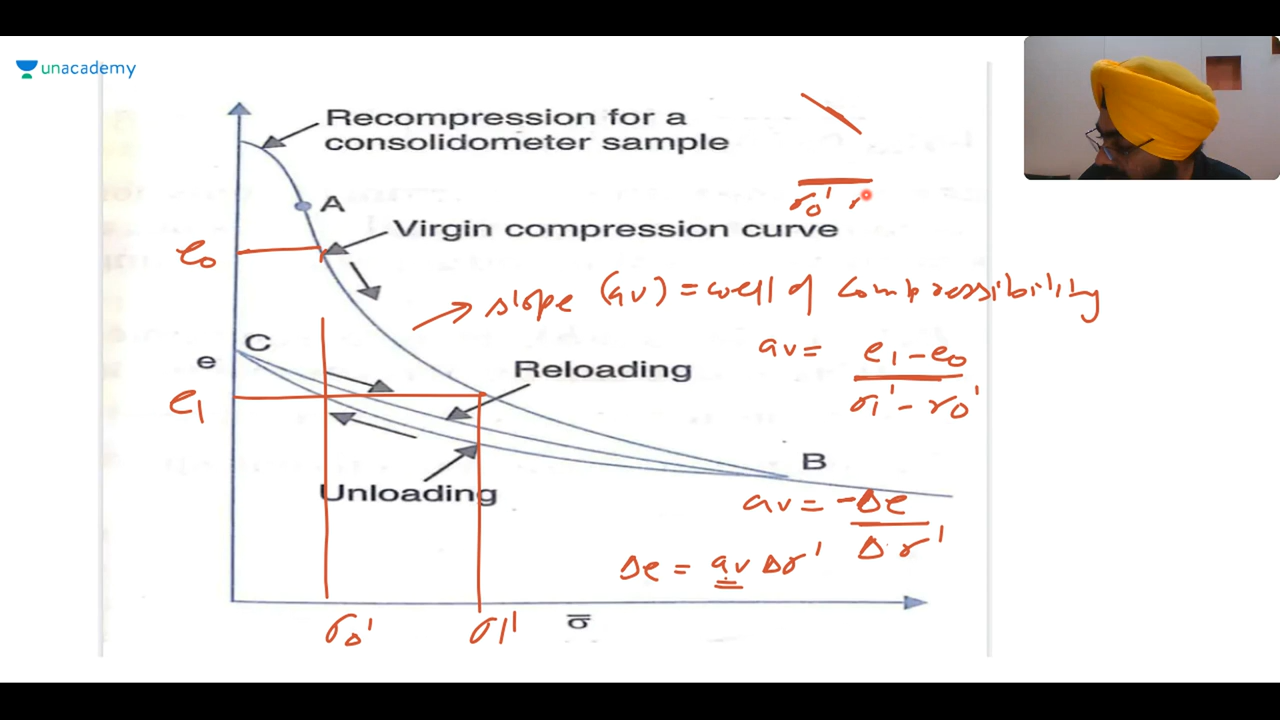 unacademy
Recompression for a
consolidometer sample
A
σ0' σ
Virgin compression curve
e0
slope (av) = coeff of compressibility
C
e
av = e1 - e0
σ1' - σ0'
Reloading
e1
B
Unloading
av = -Δe
Δσ'
Δe = av Δσ'
σ0' σ1' σ̅